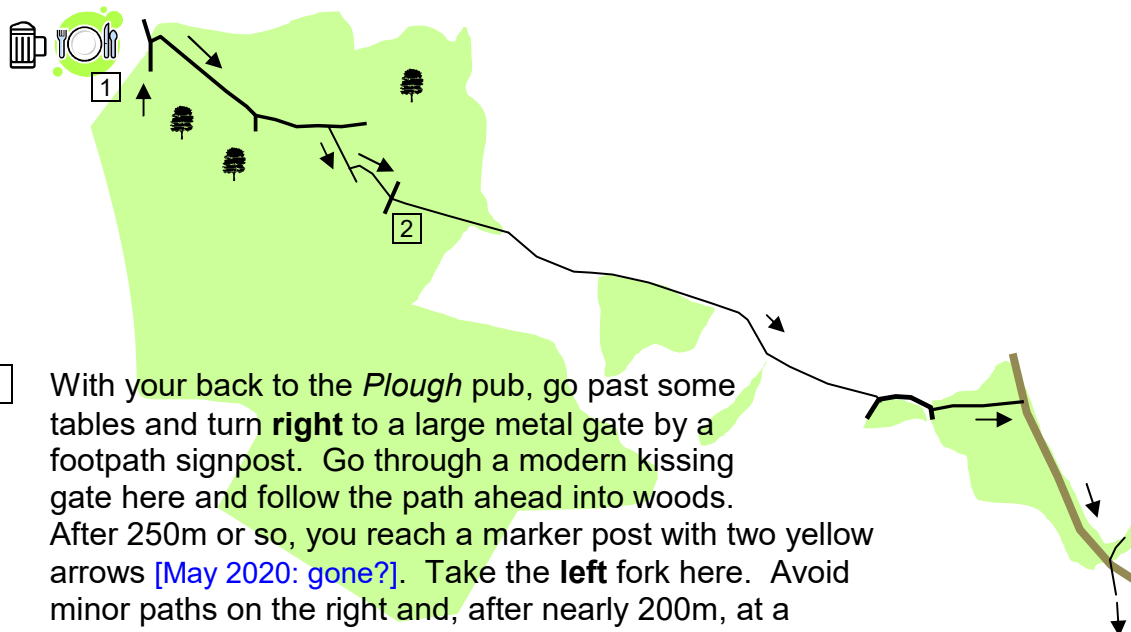 1
2
With your back to the Plough pub, go past some
tables and turn right to a large metal gate by a
footpath signpost. Go through a modern kissing
gate here and follow the path ahead into woods.
After 250m or so, you reach a marker post with two yellow
arrows [May 2020: gone?]. Take the left fork here. Avoid
minor paths on the right and, after nearly 200m, at a